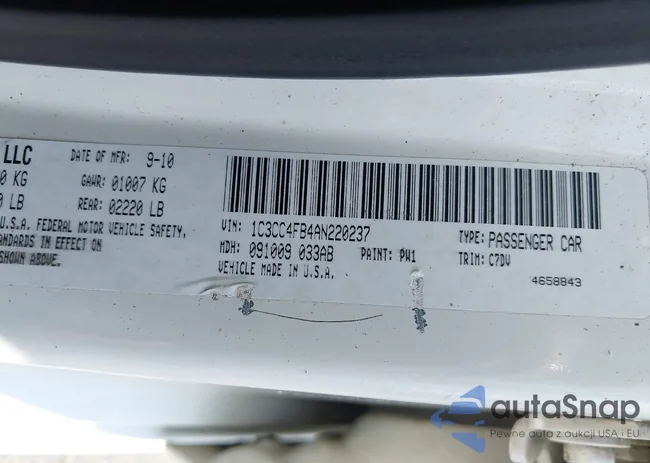 LLC DATE OF MFR: 9-10
0 KG GAWR: 01007 KG
LB REAR: 02220 LB
U.S.A. FEDERAL MOTOR VEHICLE SAFETY,
ANDARDS IN EFFECT ON
SHOWN ABOVE.
VIN: 1C3CC4FB4AN220237 TYPE: PASSENGER CAR
MDH: 091009 033AB PAINT: PW1 TRIM: C7DV
VEHICLE MADE IN U.S.A.
4658843
autoSnap
Pewne auto z aukcji USA i EU